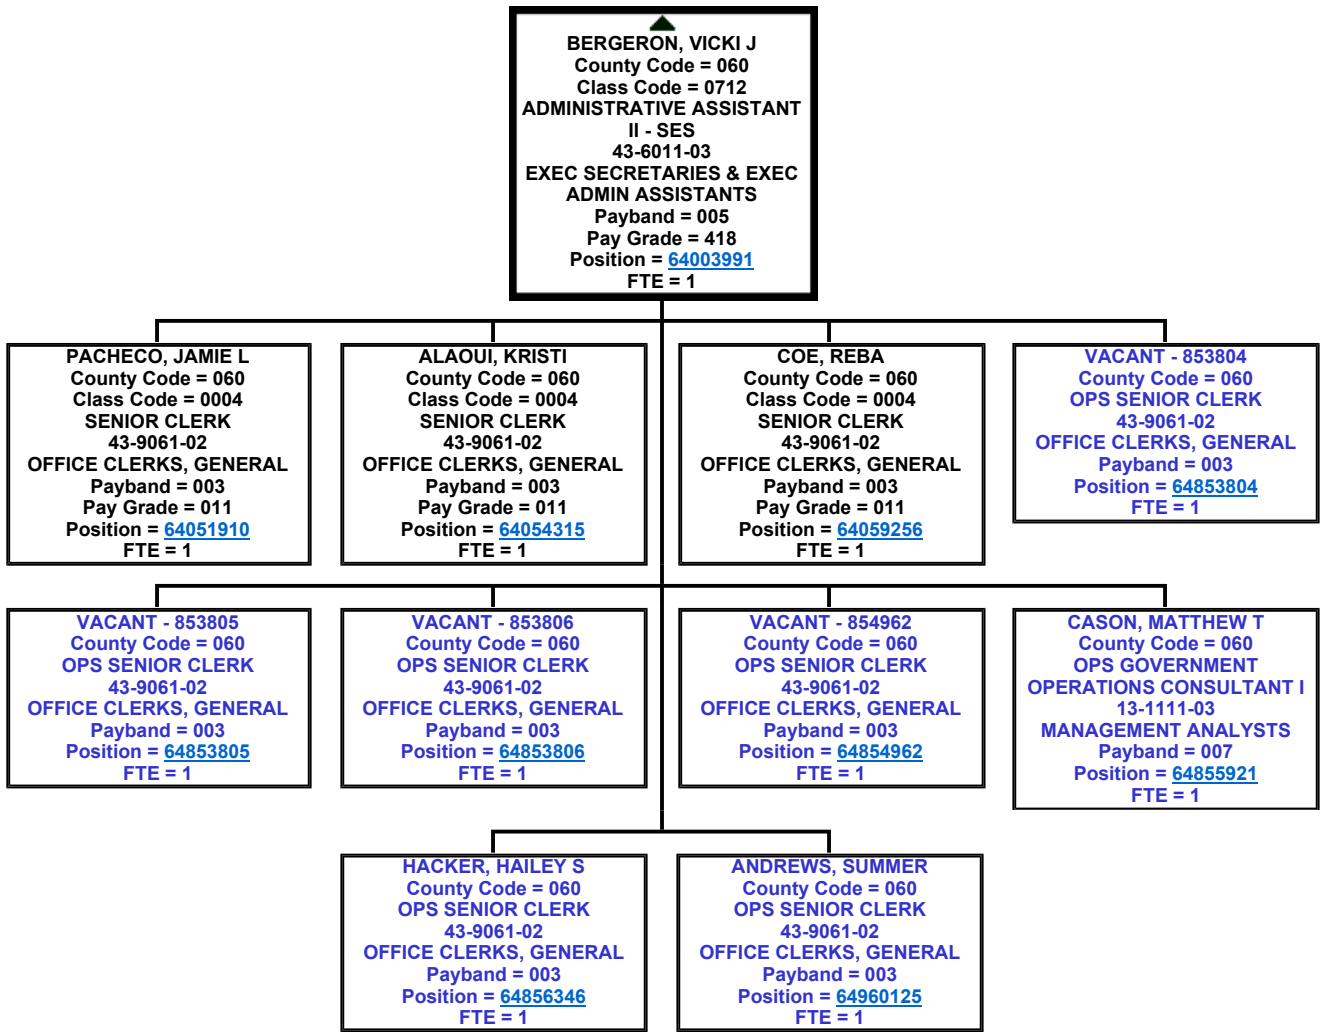 BERGERON, VICKI J
County Code = 060
Class Code = 0712
ADMINISTRATIVE ASSISTANT
II - SES
43-6011-03
EXEC SECRETARIES & EXEC
ADMIN ASSISTANTS
Payband = 005
Pay Grade = 418
Position = 64003991
FTE = 1
PACHECO, JAMIE L
County Code = 060
Class Code = 0004
SENIOR CLERK
43-9061-02
OFFICE CLERKS, GENERAL
Payband = 003
Pay Grade = 011
Position = 64051910
FTE = 1
ALAOUI, KRISTI
County Code = 060
Class Code = 0004
SENIOR CLERK
43-9061-02
OFFICE CLERKS, GENERAL
Payband = 003
Pay Grade = 011
Position = 64054315
FTE = 1
COE, REBA
County Code = 060
Class Code = 0004
SENIOR CLERK
43-9061-02
OFFICE CLERKS, GENERAL
Payband = 003
Pay Grade = 011
Position = 64059256
FTE = 1
VACANT - 853804
County Code = 060
OPS SENIOR CLERK
43-9061-02
OFFICE CLERKS, GENERAL
Payband = 003
Position = 64853804
FTE = 1
VACANT - 853805
County Code = 060
OPS SENIOR CLERK
43-9061-02
OFFICE CLERKS, GENERAL
Payband = 003
Position = 64853805
FTE = 1
VACANT - 853806
County Code = 060
OPS SENIOR CLERK
43-9061-02
OFFICE CLERKS, GENERAL
Payband = 003
Position = 64853806
FTE = 1
VACANT - 854962
County Code = 060
OPS SENIOR CLERK
43-9061-02
OFFICE CLERKS, GENERAL
Payband = 003
Position = 64854962
FTE = 1
CASON, MATTHEW T
County Code = 060
OPS GOVERNMENT
OPERATIONS CONSULTANT I
13-1111-03
MANAGEMENT ANALYSTS
Payband = 007
Position = 64855921
FTE = 1
HACKER, HAILEY S
County Code = 060
OPS SENIOR CLERK
43-9061-02
OFFICE CLERKS, GENERAL
Payband = 003
Position = 64856346
FTE = 1
ANDREWS, SUMMER
County Code = 060
OPS SENIOR CLERK
43-9061-02
OFFICE CLERKS, GENERAL
Payband = 003
Position = 64960125
FTE = 1